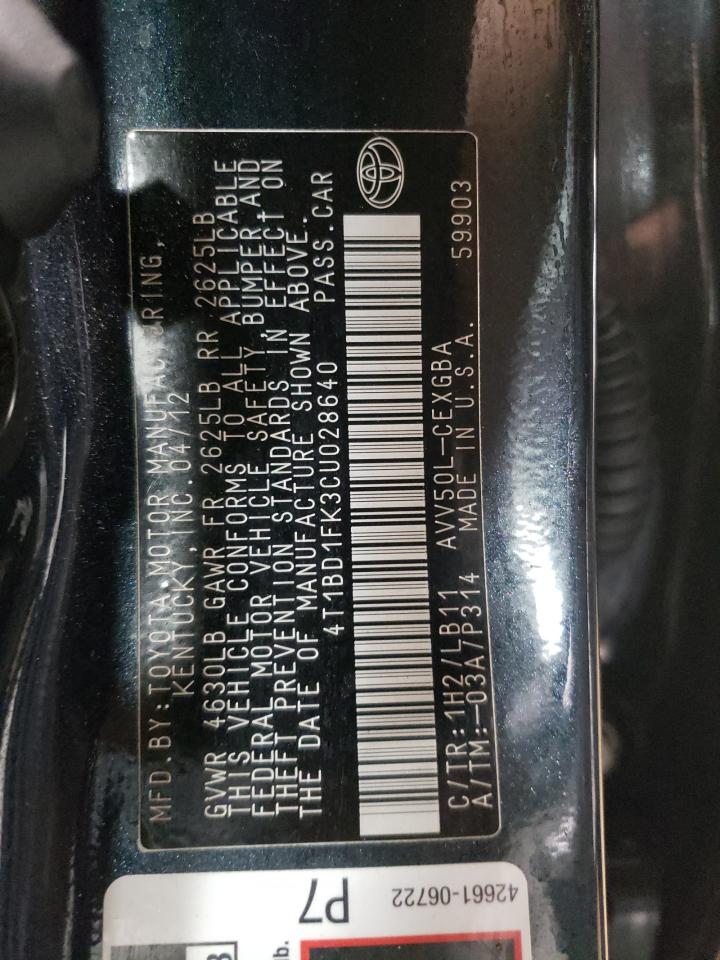 MFD.BY:TOYOTA MOTOR MANUFACTURING,
KENTUCKY, INC.04/12
GVWR 4630LB GAWR FR 2625LB RR 2625LB
THIS VEHICLE CONFORMS TO ALL APPLICABLE
FEDERAL MOTOR VEHICLE SAFETY, BUMPER,AND
THEFT PREVENTION STANDARDS IN EFFECT ON
THE DATE OF MANUFACTURE SHOWN ABOVE.
4T1BD1FK3CU028640 PASS.CAR
C/TR:1H2/LB11 AVV50L-CEXGBA 59903
A/TM:-03A/P314 MADE IN U.S.A.
42661-06722
P7
lb.